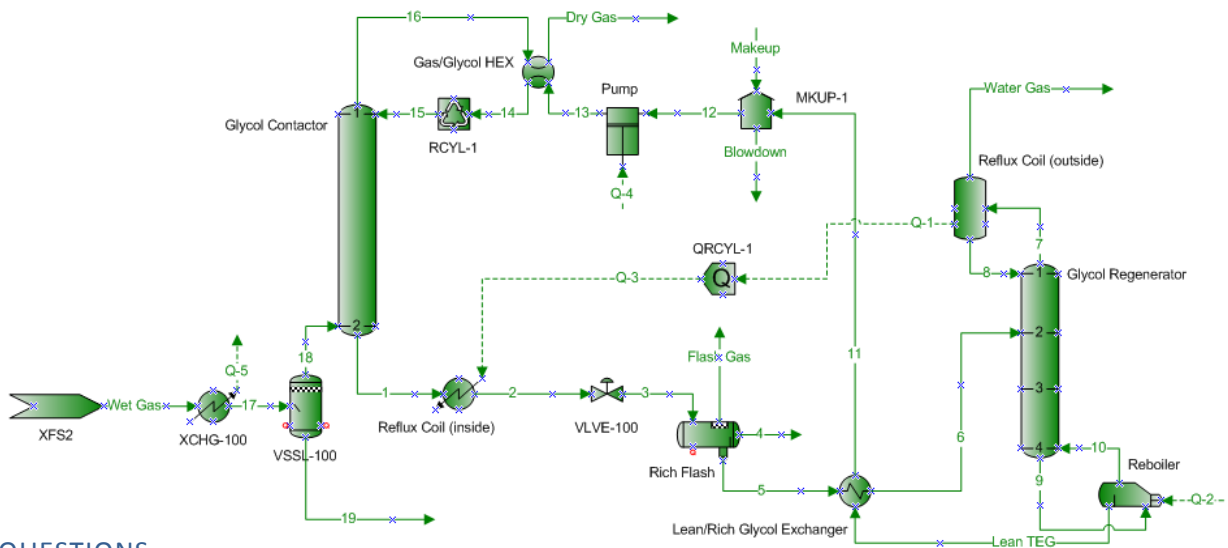 16
Dry Gas
Gas/Glycol HEX
Makeup
Pump
MKUP-1
Water Gas
Glycol Contactor
1
15
14
13
12
RCYL-1
Blowdown
Reflux Coil (outside)
Q-4
Q-1
7
QRCYL-1
Q
Q-3
8
1
Glycol Regenerator
2
2
18
Flash Gas
11
3
Q-5
6
Wet Gas
17
1
2
3
4
4
10
Reboiler
XFS2
XCHG-100
VSSL-100
Reflux Coil (inside)
VLVE-100
Rich Flash
5
9
Q-2
19
Lean/Rich Glycol Exchanger
Lean TEG